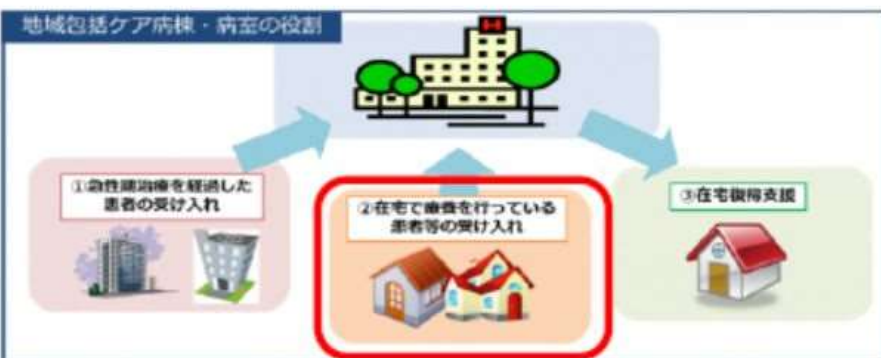 地域包括ケア病棟・病室の役割
H
①急性期治療を経過した
患者の受け入れ
②在宅で療養を行っている
患者等の受け入れ
③在宅復帰支援